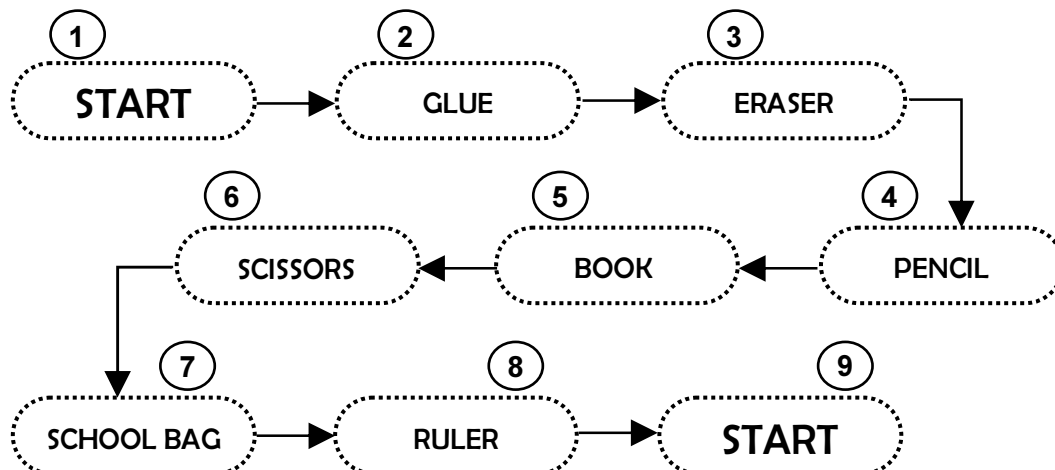 1
START
2
GLUE
3
ERASER
4
PENCIL
5
BOOK
6
SCISSORS
7
SCHOOL BAG
8
RULER
9
START